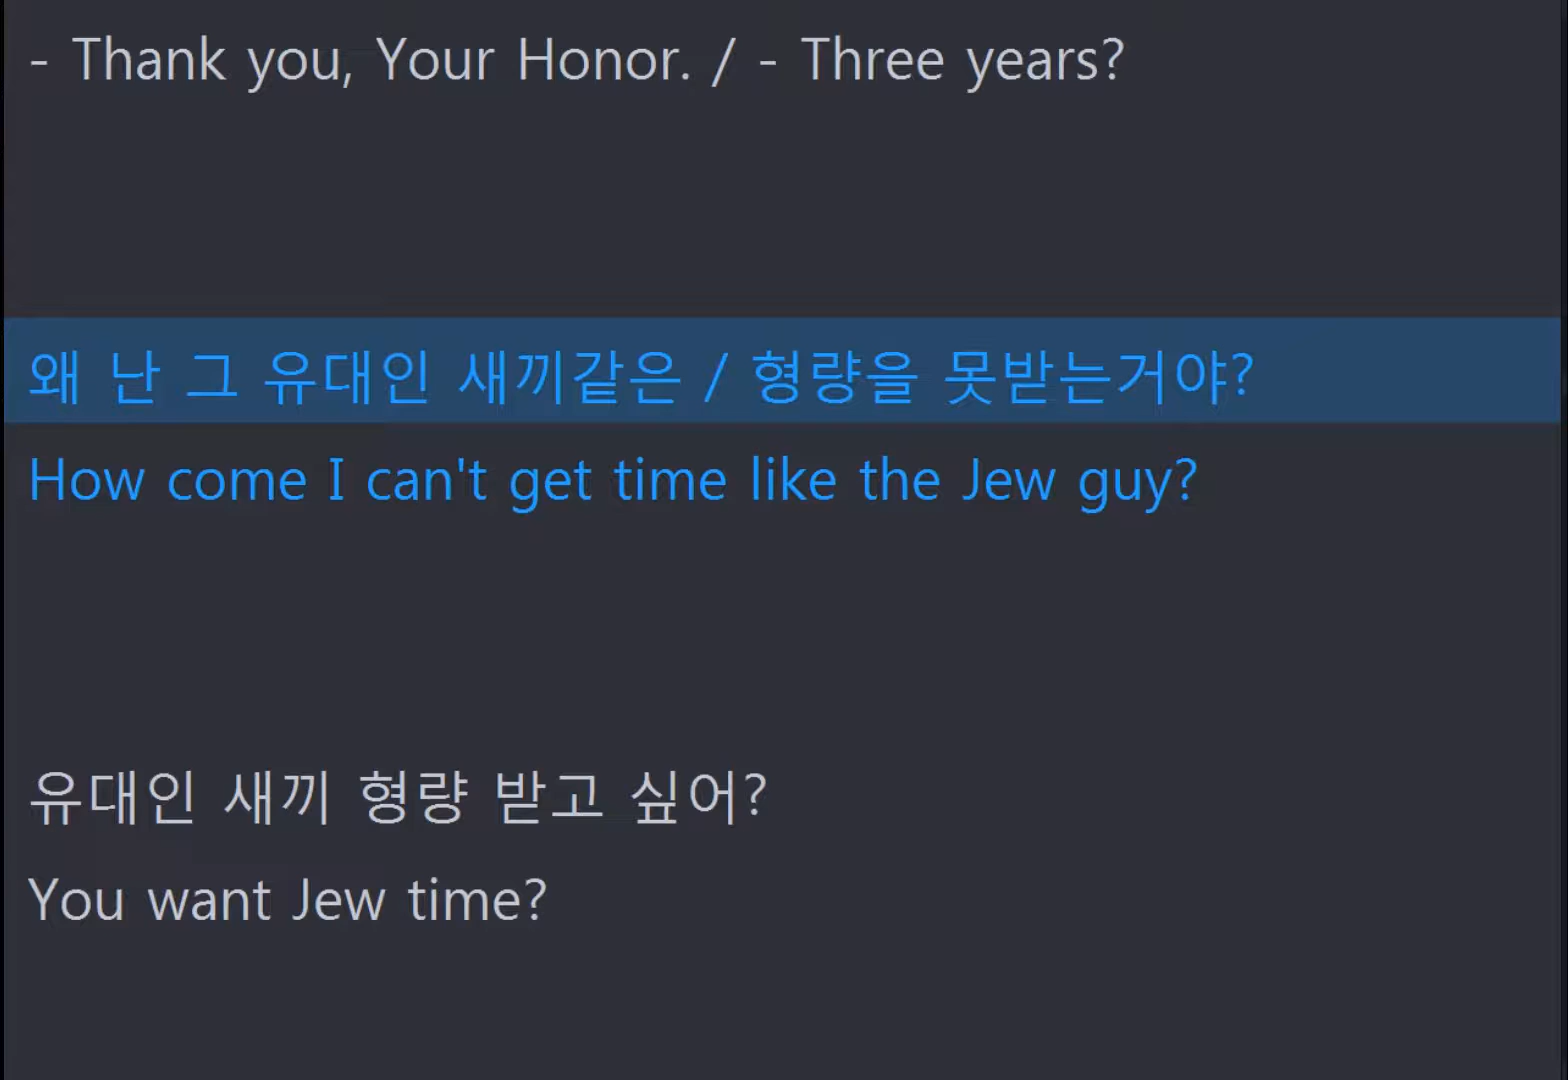 - Thank you, Your Honor. / - Three years?
왜 난 그 유대인 새끼같은 / 형량을 못받는거야?
How come I can't get time like the Jew guy?
유대인 새끼 형량 받고 싶어?
You want Jew time?